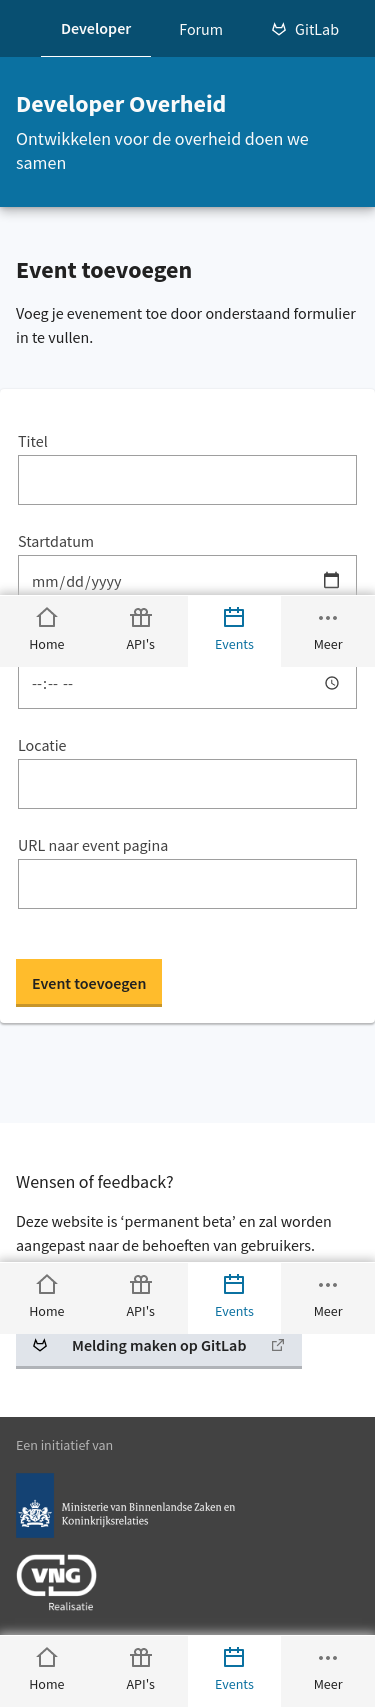 Developer
Forum
GitLab
Developer Overheid
Ontwikkelen voor de overheid doen we
samen
Event toevoegen
Voeg je evenement toe door onderstaand formulier
in te vullen.
Titel
Startdatum
mm/dd/yyyy
Home
API's
Events
Meer
--:-- --
Locatie
URL naar event pagina
Event toevoegen
Wensen of feedback?
Deze website is ‘permanent beta’ en zal worden
aangepast naar de behoeften van gebruikers.
Home
API's
Events
Meer
Melding maken op GitLab
Een initiatief van
Ministerie van Binnenlandse Zaken en
Koninkrijksrelaties
VNG
Realisatie
Home
API's
Events
Meer